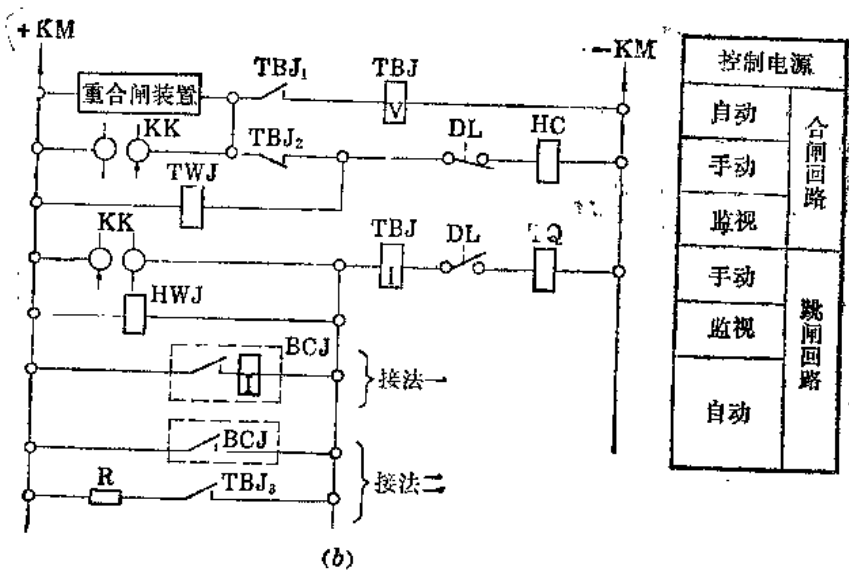 +KM
-KM
重合闸装置
TBJ₁
TBJ
V
KK
TBJ₂
DL
HC
TWJ
KK
TBJ
I
DL
TQ
HWJ
BCJ
I
接法一
BCJ
R
TBJ₃
接法二
(b)
控制电源
自动
手动
监视
合闸回路
手动
监视
自动
跳闸回路